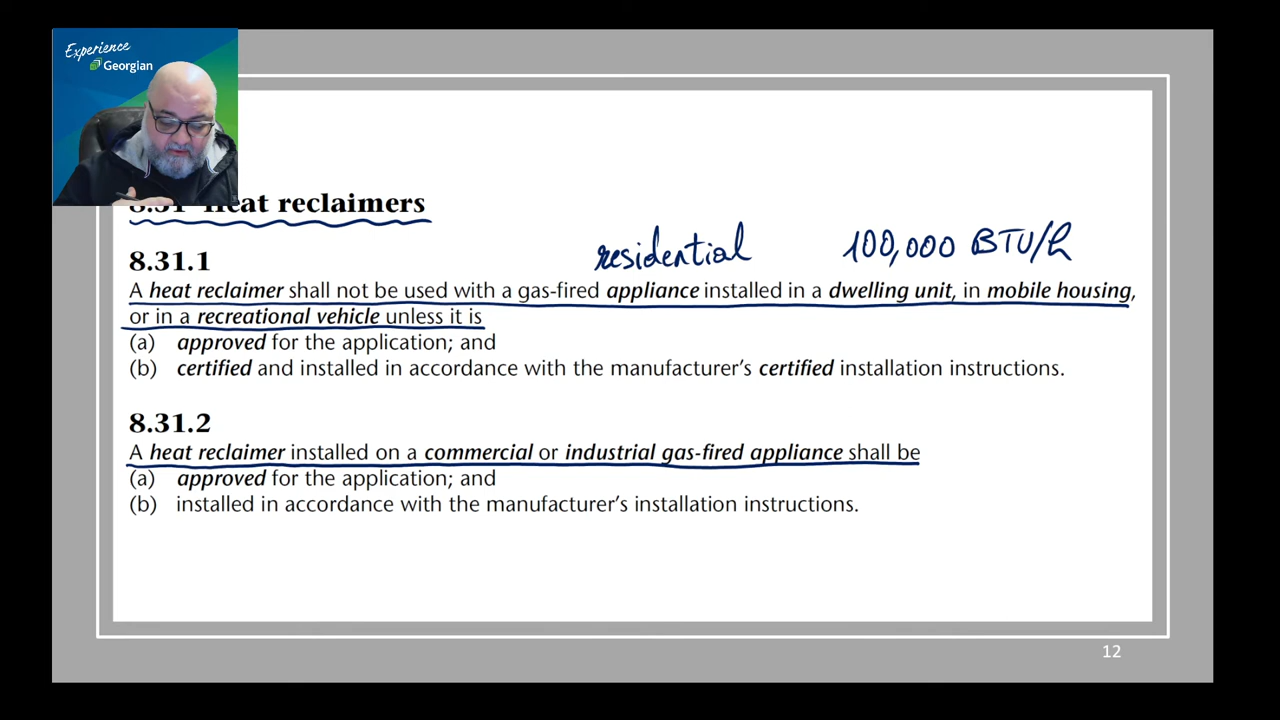 Experience
Georgian
8.31 Heat reclaimers
residential 100,000 BTU/h
8.31.1
A heat reclaimer shall not be used with a gas-fired appliance installed in a dwelling unit, in mobile housing,
or in a recreational vehicle unless it is
(a) approved for the application; and
(b) certified and installed in accordance with the manufacturer’s certified installation instructions.
8.31.2
A heat reclaimer installed on a commercial or industrial gas-fired appliance shall be
(a) approved for the application; and
(b) installed in accordance with the manufacturer’s installation instructions.
12